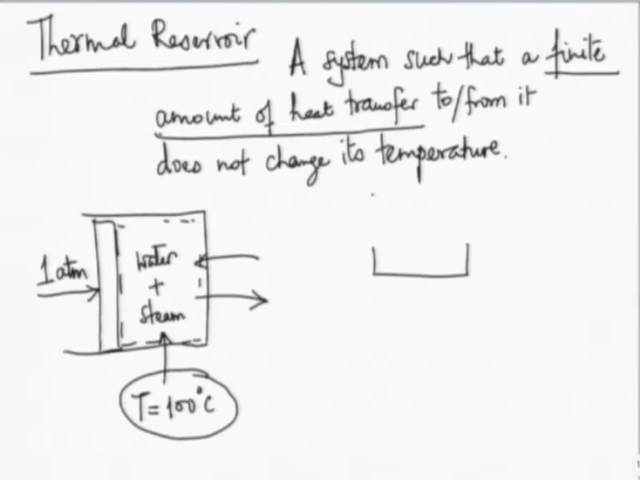 Thermal Reservoir A system such that a finite
amount of heat transfer to/from it
does not change its temperature.
1 atm
water
+
steam
T=100°C